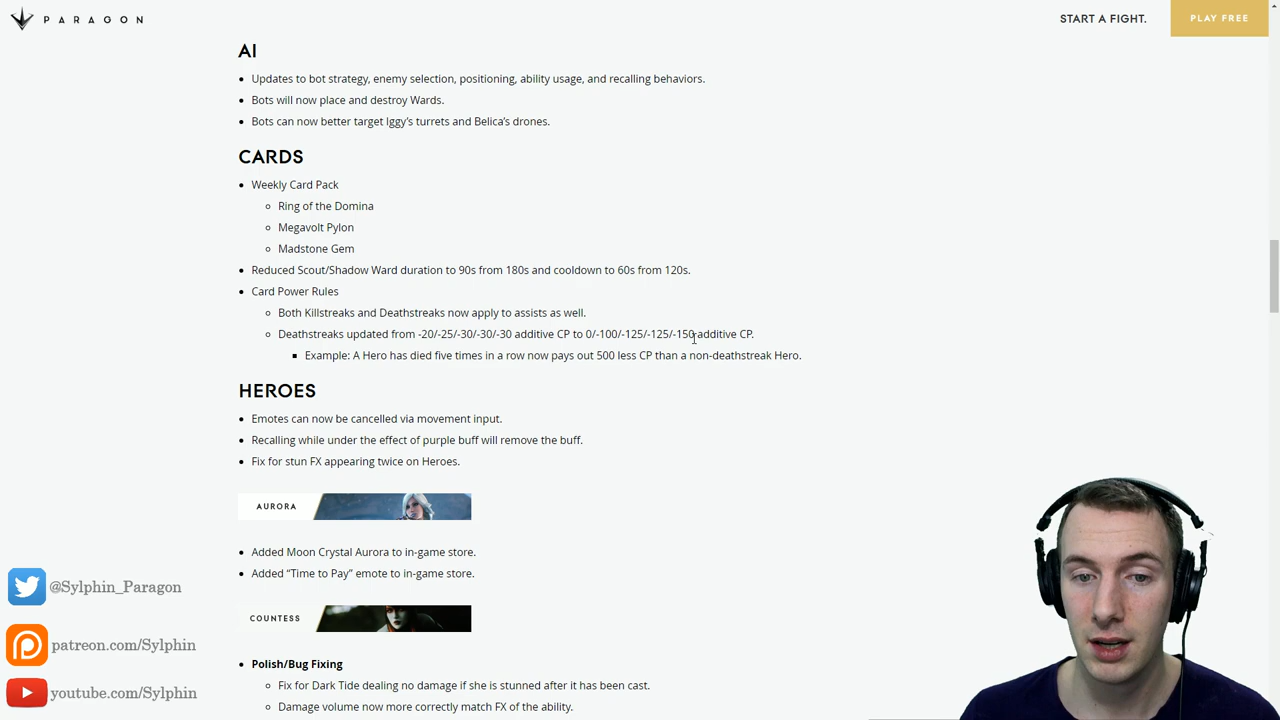 PARAGON
START A FIGHT.
PLAY FREE
AI
Updates to bot strategy, enemy selection, positioning, ability usage, and recalling behaviors.
Bots will now place and destroy Wards.
Bots can now better target Iggy's turrets and Belica's drones.
CARDS
Weekly Card Pack
Ring of the Domina
Megavolt Pylon
Madstone Gem
Reduced Scout/Shadow Ward duration to 90s from 180s and cooldown to 60s from 120s.
Card Power Rules
Both Killstreaks and Deathstreaks now apply to assists as well.
Deathstreaks updated from -20/-25/-30/-30/-30 additive CP to 0/-100/-125/-125/-150 additive CP.
Example: A Hero has died five times in a row now pays out 500 less CP than a non-deathstreak Hero.
HEROES
Emotes can now be cancelled via movement input.
Recalling while under the effect of purple buff will remove the buff.
Fix for stun FX appearing twice on Heroes.
AURORA
Added Moon Crystal Aurora to in-game store.
Added “Time to Pay” emote to in-game store.
COUNTESS
Polish/Bug Fixing
Fix for Dark Tide dealing no damage if she is stunned after it has been cast.
Damage volume now more correctly match FX of the ability.
@Sylphin_Paragon
patreon.com/Sylphin
youtube.com/Sylphin